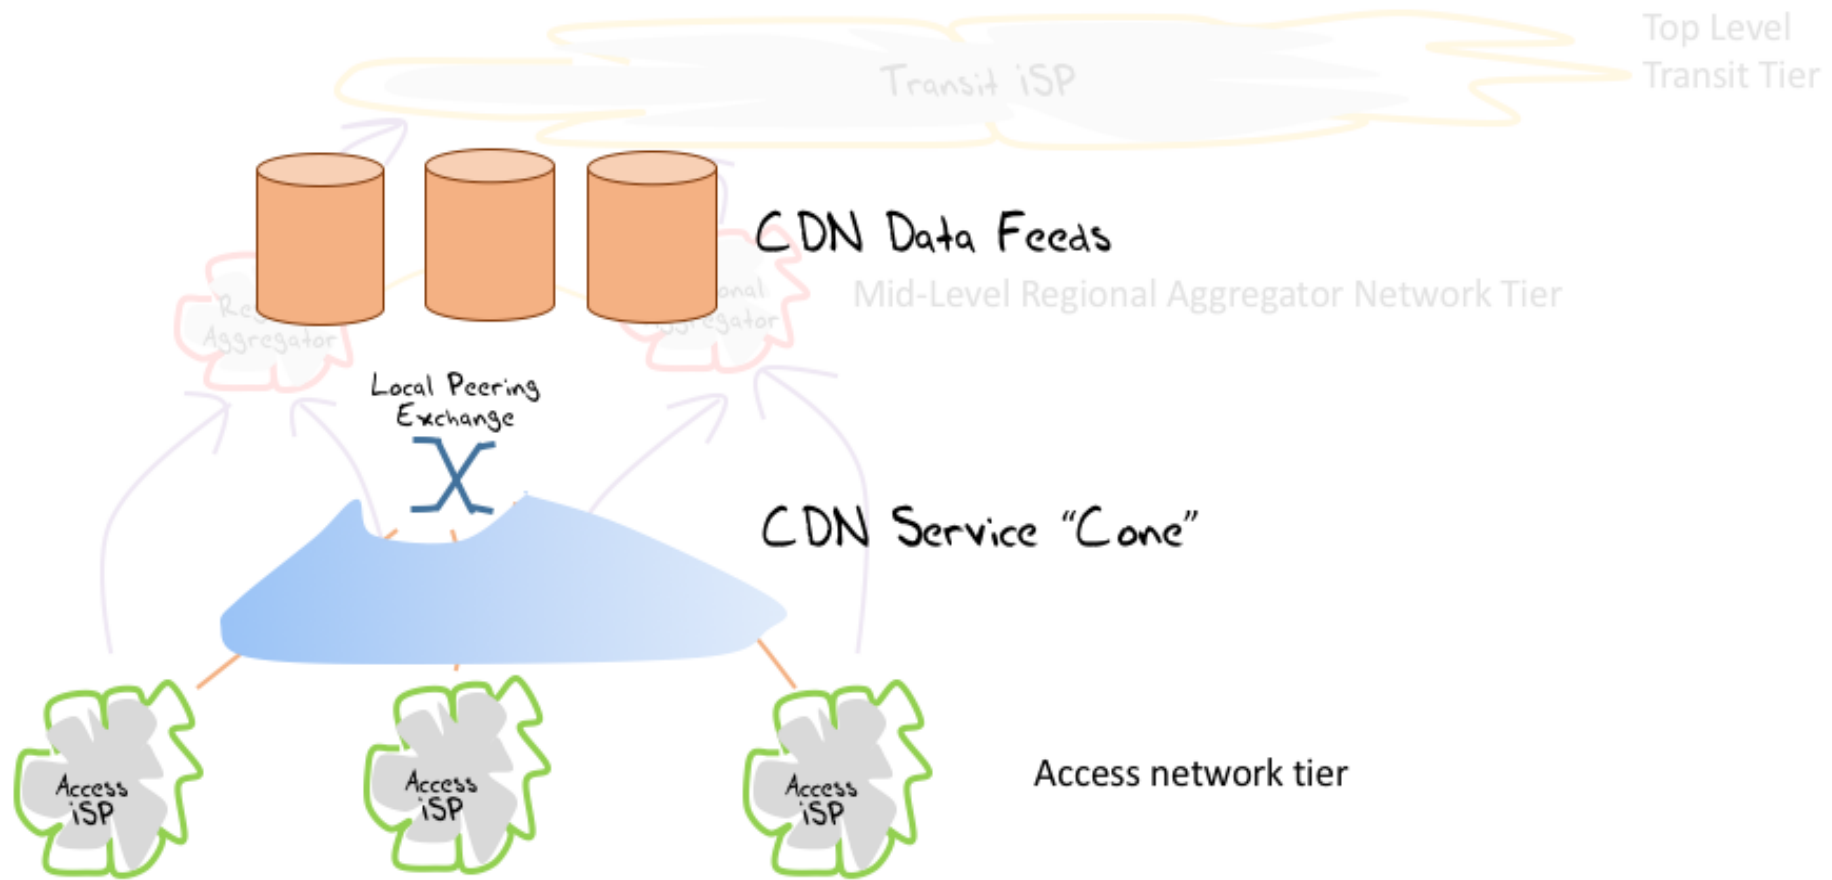 Top Level
Transit Tier
Transit iSP
CDN Data Feeds
Mid-Level Regional Aggregator Network Tier
Aggregator
Local Peering
Exchange
CDN Service “Cone”
Access
iSP
Access
iSP
Access
iSP
Access network tier